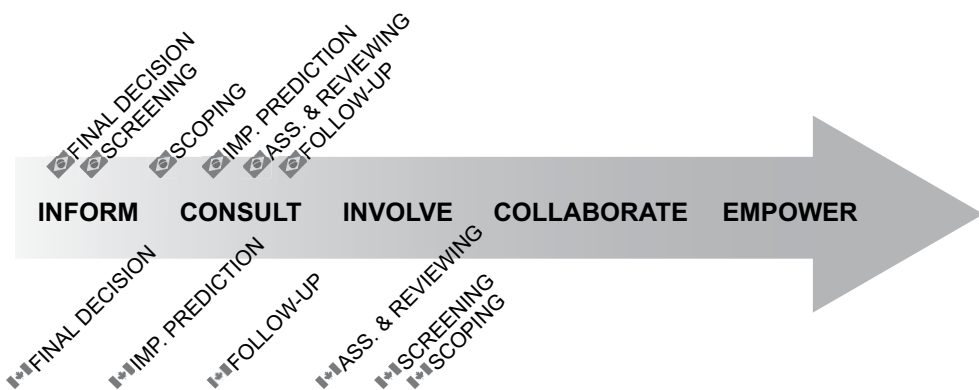 FINAL DECISION
SCREENING
SCOPING
IMP. PREDICTION
ASS. & REVIEWING
FOLLOW-UP
INFORM CONSULT INVOLVE COLLABORATE EMPOWER
FINAL DECISION
IMP. PREDICTION
FOLLOW-UP
ASS. & REVIEWING
SCREENING
SCOPING